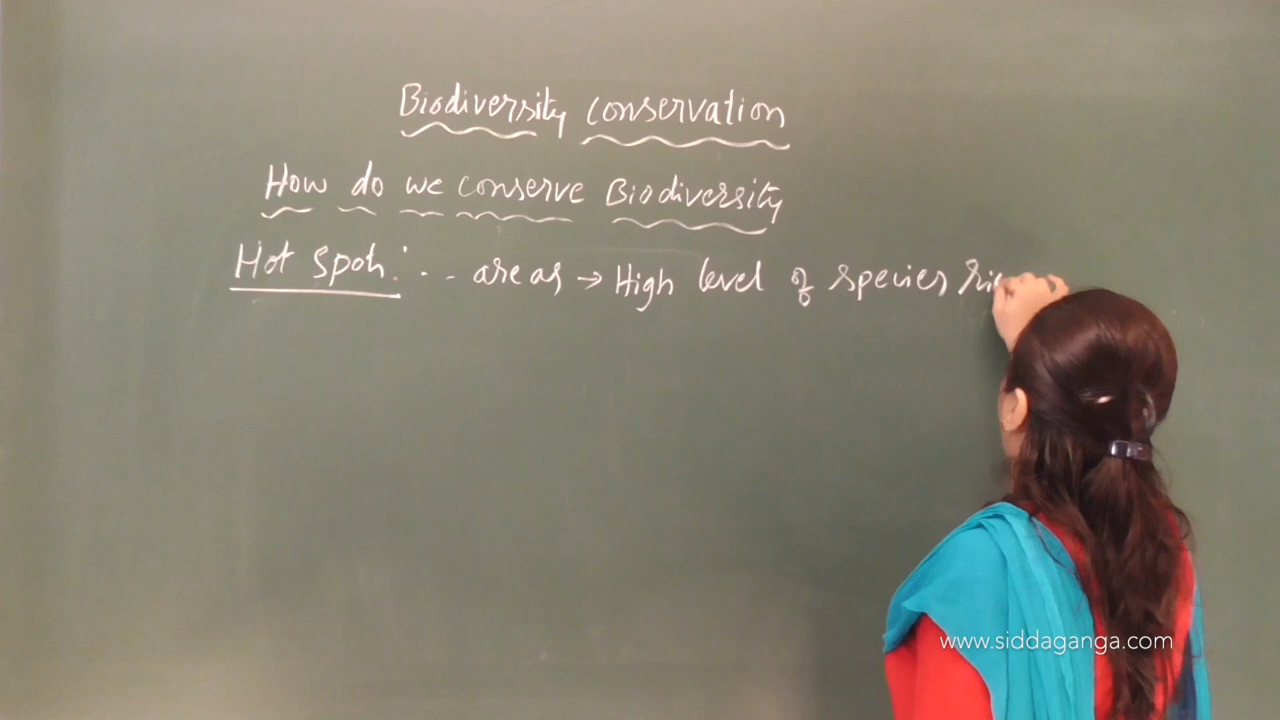 Biodiversity conservation
How do we conserve Biodiversity
Hot spots: -- areas → High level of species
www.siddaganga.com